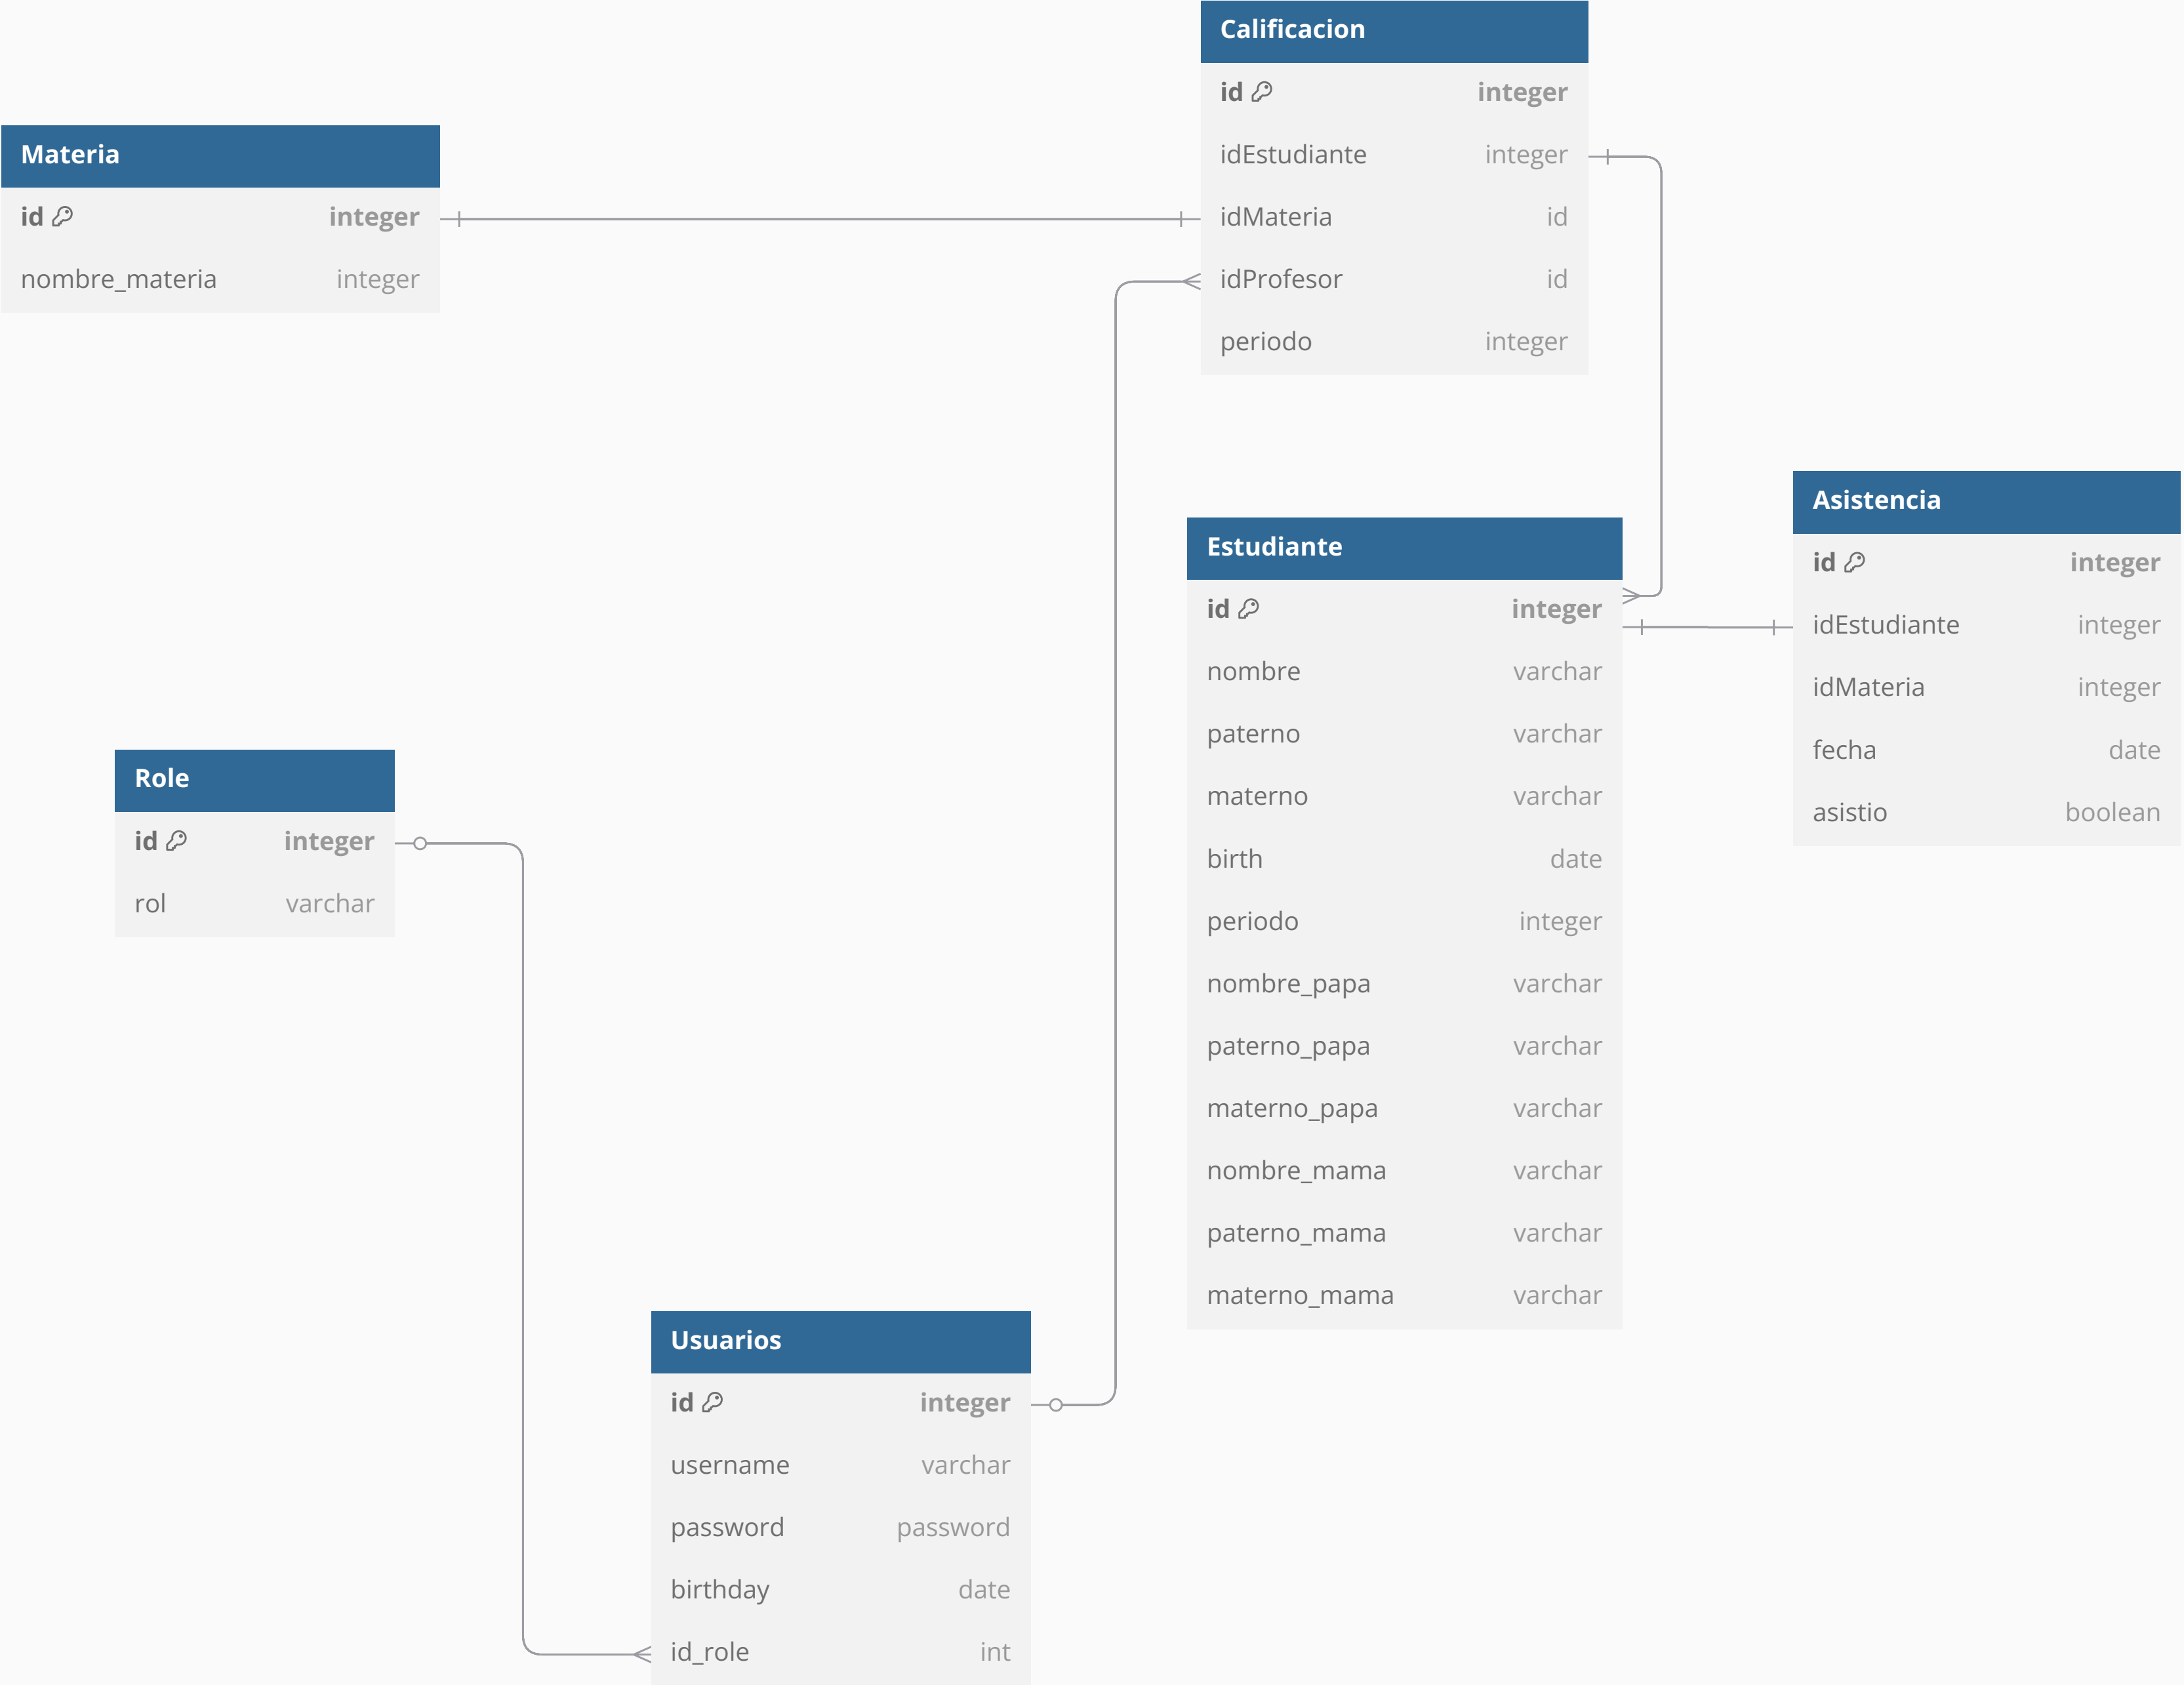 Calificacion
id integer
idEstudiante integer
idMateria id
idProfesor id
periodo integer
Materia
id integer
nombre_materia integer
Asistencia
id integer
idEstudiante integer
idMateria integer
fecha date
asistio boolean
Estudiante
id integer
nombre varchar
paterno varchar
materno varchar
birth date
periodo integer
nombre_papa varchar
paterno_papa varchar
materno_papa varchar
nombre_mama varchar
paterno_mama varchar
materno_mama varchar
Role
id integer
rol varchar
Usuarios
id integer
username varchar
password password
birthday date
id_role int